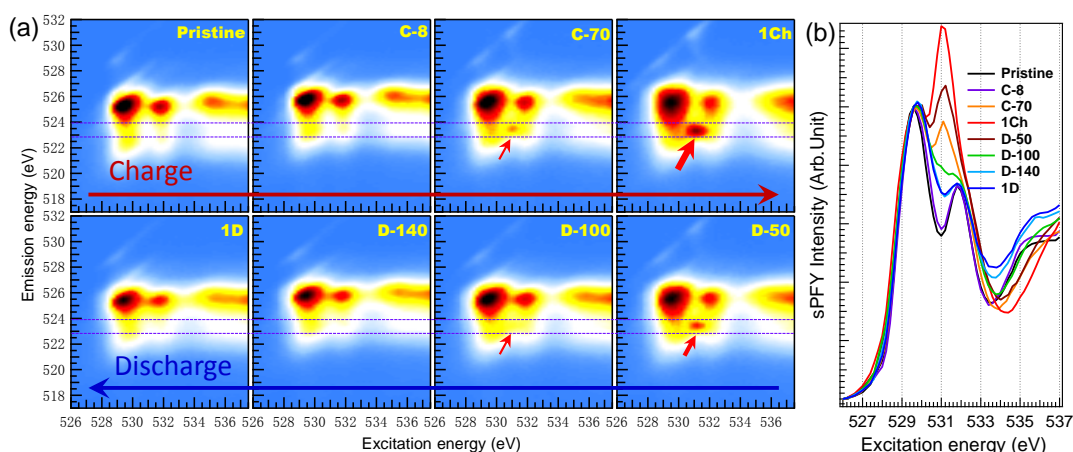 (a)
Pristine
C-8
C-70
1Ch
532
530
528
526
524
522
520
518
Charge
1D
D-140
D-100
D-50
532
530
528
526
524
522
520
518
Discharge
Emission energy (eV)
526 528 530 532 534 536
526 528 530 532 534 536
526 528 530 532 534 536
526 528 530 532 534 536
Excitation energy (eV)
(b)
Pristine
C-8
C-70
1Ch
D-50
D-100
D-140
1D
sPFY Intensity (Arb.Unit)
527 529 531 533 535 537
Excitation energy (eV)